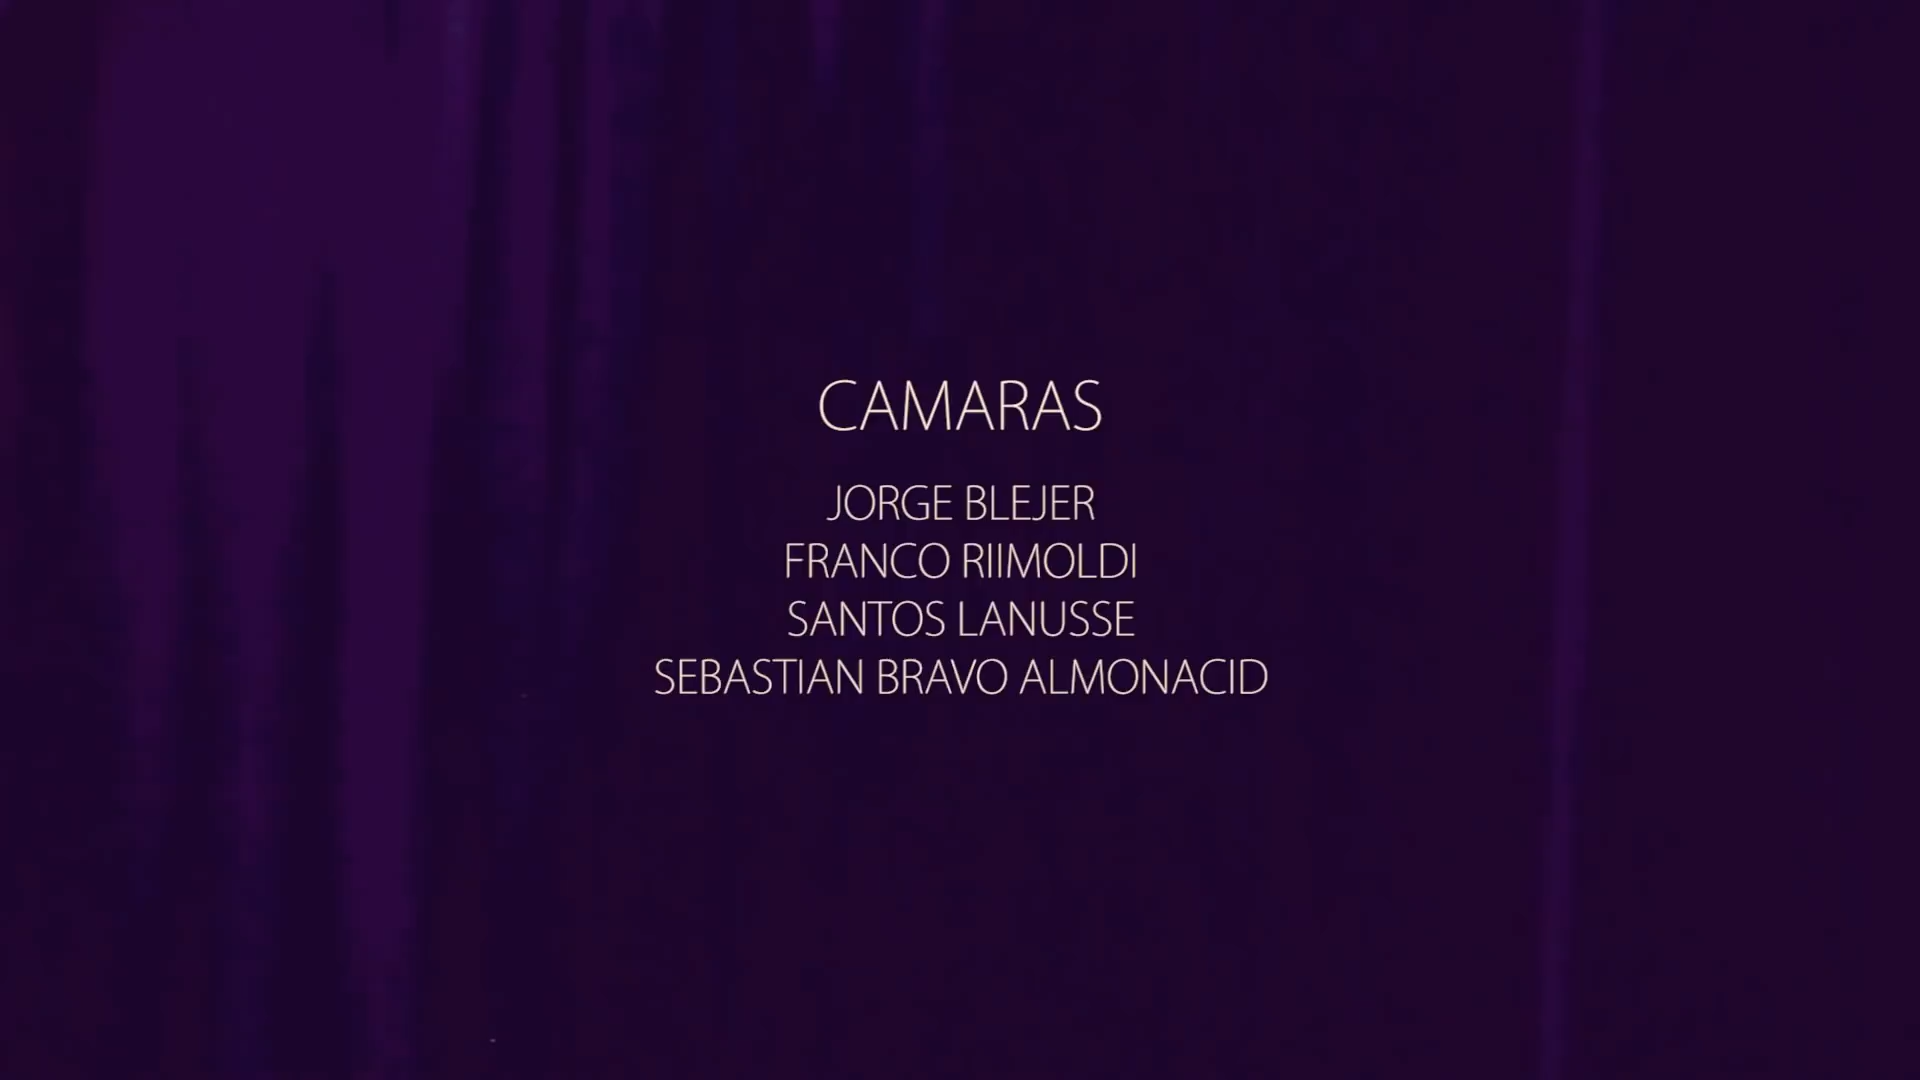 CAMARAS
JORGE BLEJER
FRANCO RIIMOLDI
SANTOS LANUSSE
SEBASTIAN BRAVO ALMONACID